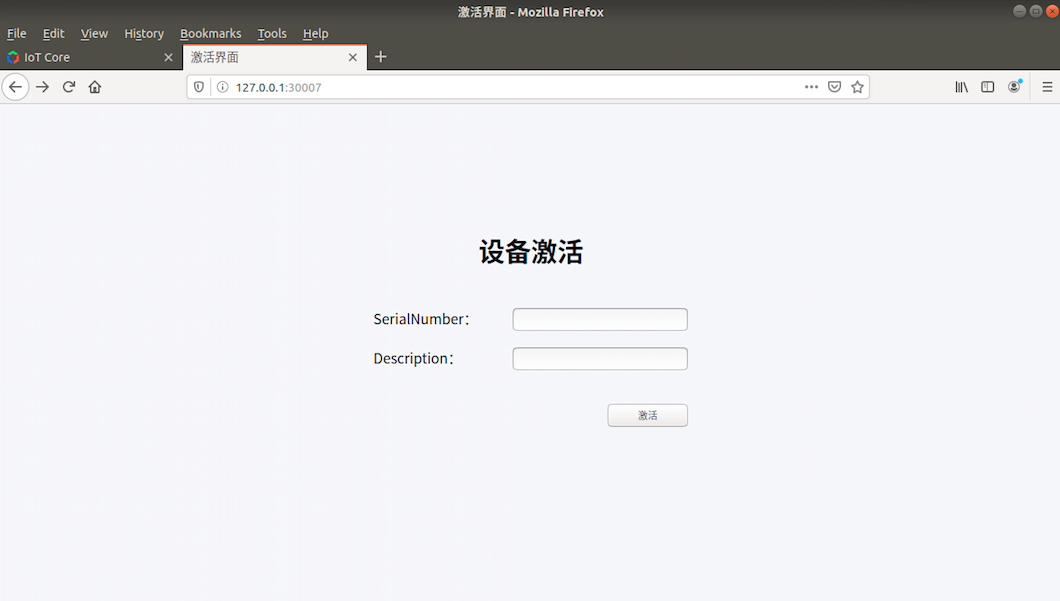 激活界面 - Mozilla Firefox
File Edit View History Bookmarks Tools Help
IoT Core 激活界面
127.0.0.1:30007
设备激活
SerialNumber：
Description：
激活